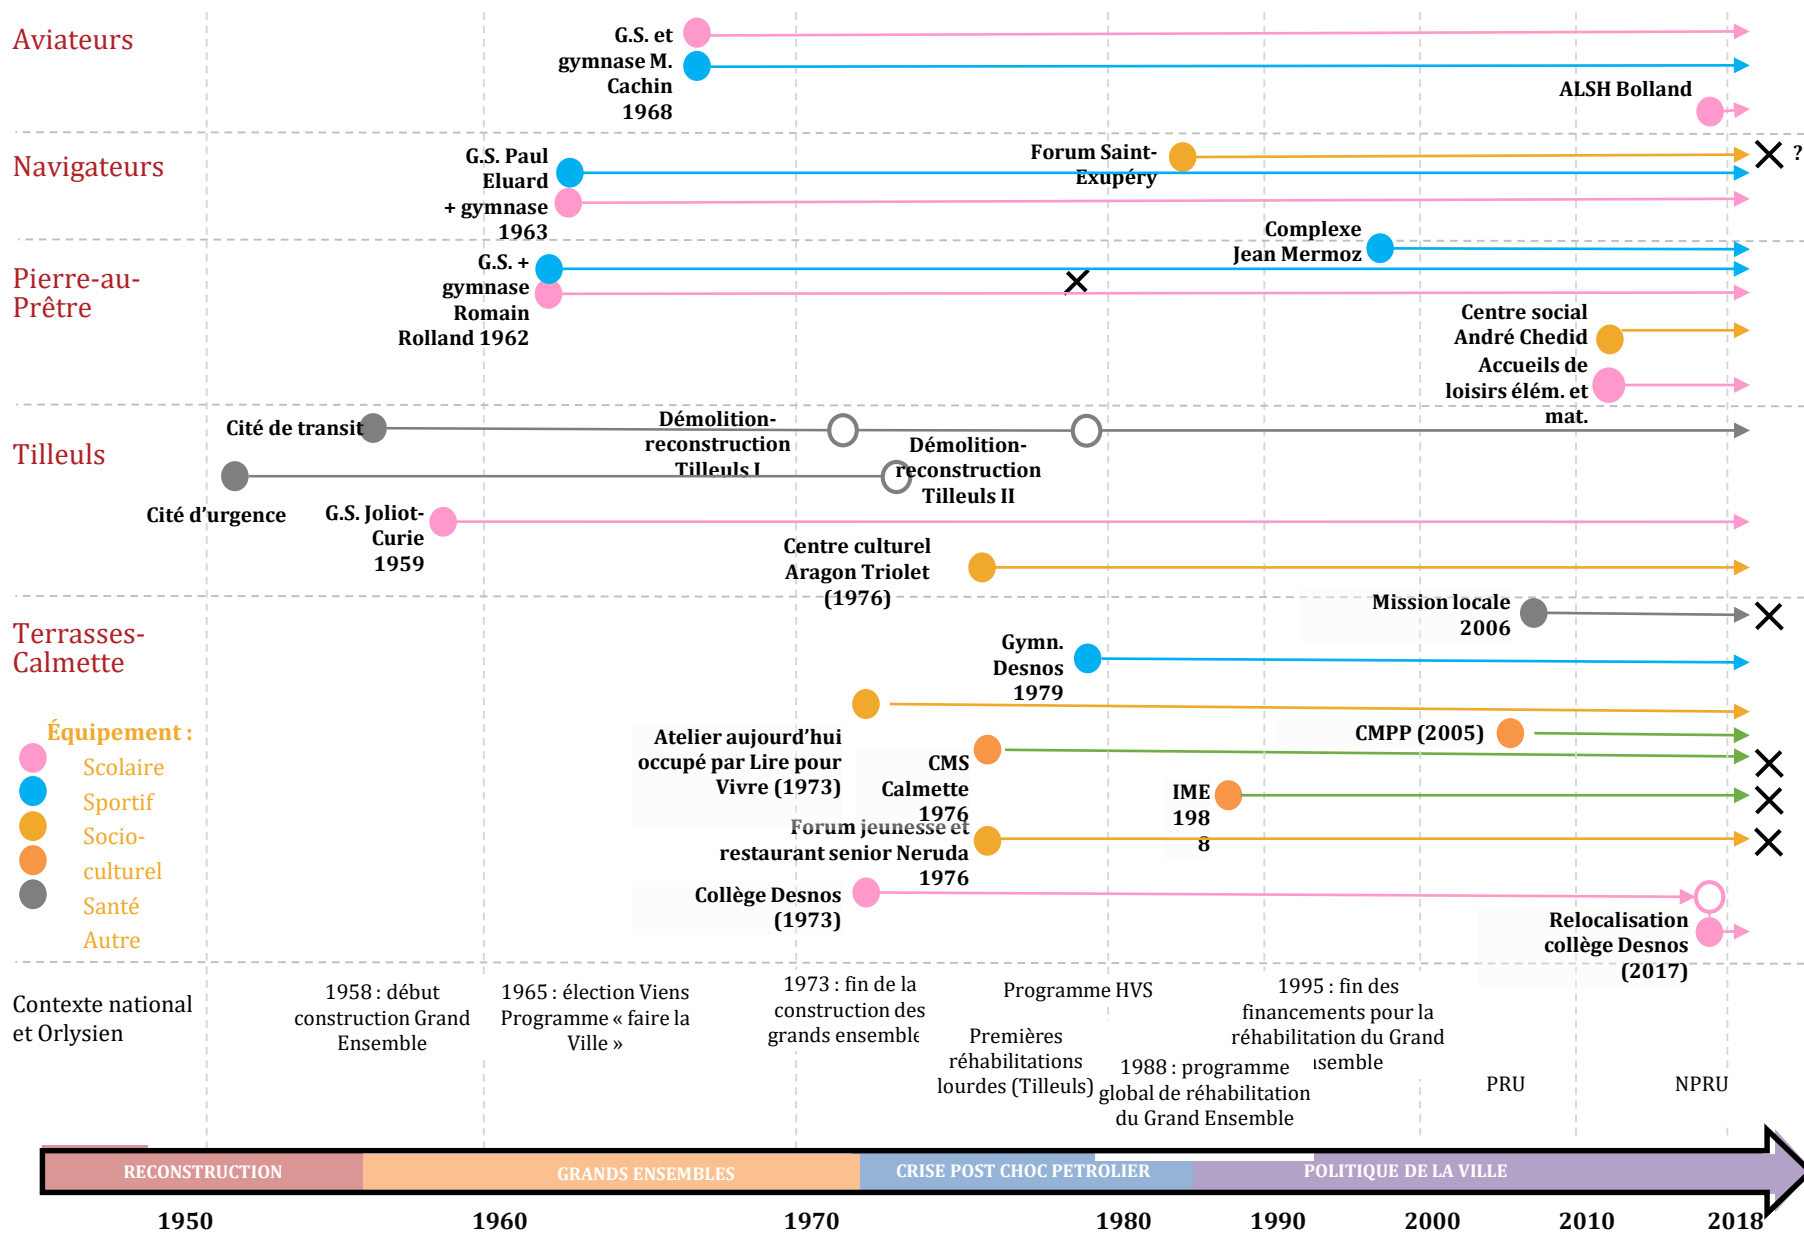 Aviateurs
G.S. et
gymnase M.
Cachin
1968
ALSH Bolland
Navigateurs
G.S. Paul
Eluard
+ gymnase
1963
Forum Saint-
Exupéry
?
Pierre-au-
Prêtre
G.S. +
gymnase
Romain
Rolland 1962
Complexe
Jean Mermoz
Centre social
André Chedid
Accueils de
loisirs élém. et
mat.
Tilleuls
Cité de transit
Démolition-
reconstruction
Tilleuls I
Démolition-
reconstruction
Tilleuls II
Cité d'urgence
G.S. Joliot-
Curie
1959
Centre culturel
Aragon Triolet
(1976)
Terrasses-
Calmette
Mission locale
2006
Gymn.
Desnos
1979
Atelier aujourd'hui
occupé par Lire pour
Vivre (1973)
CMS
Calmette
1976
CMPP (2005)
IME
198
8
Forum jeunesse et
restaurant senior Neruda
1976
Collège Desnos
(1973)
Relocalisation
collège Desnos
(2017)
Équipement :
Scolaire
Sportif
Socio-
culturel
Santé
Autre
Contexte national
et Orlysien
1958 : début
construction Grand
Ensemble
1965 : élection Viens
Programme « faire la
Ville »
1973 : fin de la
construction des
grands ensemble
Programme HVS
Premières
réhabilitations
lourdes (Tilleuls)
1988 : programme
global de réhabilitation
du Grand Ensemble
1995 : fin des
financements pour la
réhabilitation du Grand
semble
PRU
NPRU
RECONSTRUCTION
GRANDS ENSEMBLES
CRISE POST CHOC PETROLIER
POLITIQUE DE LA VILLE
1950
1960
1970
1980
1990
2000
2010
2018